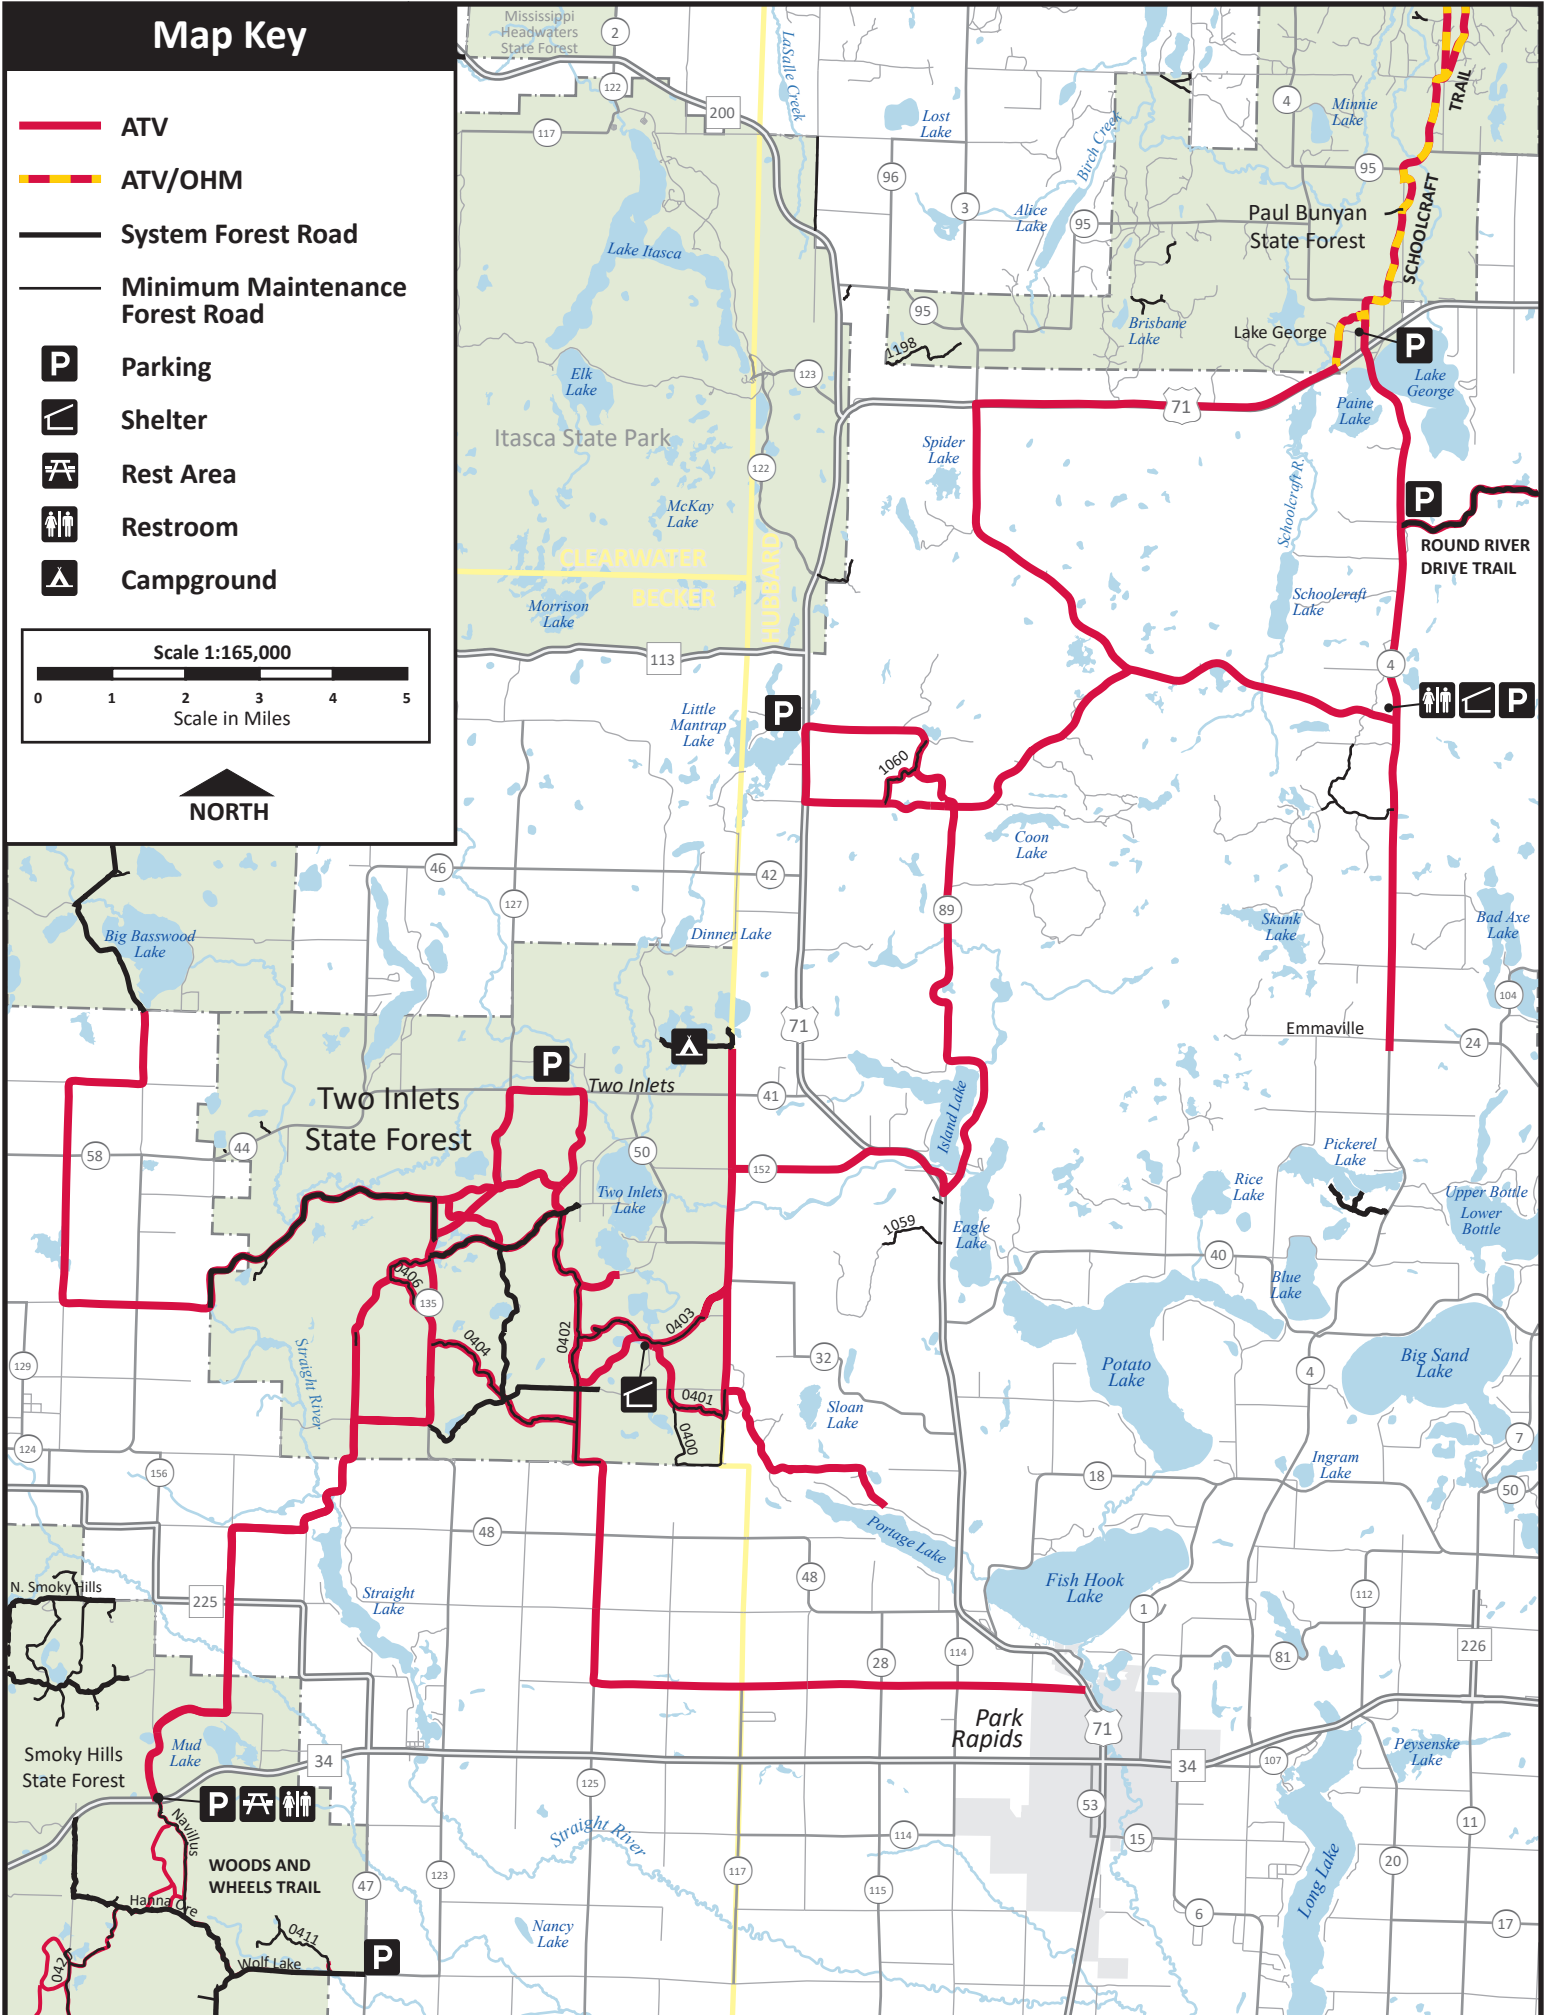 Map Key
ATV
ATV/OHM
System Forest Road
Minimum Maintenance
Forest Road
P
Parking
Shelter
Rest Area
Restroom
Campground
Scale 1:165,000
0 1 2 3 4 5
Scale in Miles
NORTH
Mississippi
Headwaters
State Forest
2
122
117
200
LaSalle Creek
Lost
Lake
96
3
Alice
Lake
Birch Creek
95
4
Minnie
Lake
TRAIL
95
SCHOOLCRAFT
Paul Bunyan
State Forest
Lake Itasca
95
1198
Brisbane
Lake
Lake George
P
Lake
George
Elk
Lake
123
71
Paine
Lake
Itasca State Park
122
Spider
Lake
Schoolcraft R.
McKay
Lake
P
ROUND RIVER
DRIVE TRAIL
CLEARWATER
BECKER
HUBBARD
Morrison
Lake
Schoolcraft
Lake
113
4
P
Little
Mantrap
Lake
P
1060
Coon
Lake
46
42
127
89
Big Basswood
Lake
Dinner Lake
Skunk
Lake
Bad Axe
Lake
104
71
Emmaville
24
P
Two Inlets
Two Inlets
State Forest
41
Island Lake
58
44
50
152
Pickerel
Lake
Two Inlets
Lake
Rice
Lake
Upper Bottle
Lower
Bottle
1059
Eagle
Lake
40
0406
135
Blue
Lake
0402
0403
0404
Straight River
129
32
Potato
Lake
4
Big Sand
Lake
0401
0400
Sloan
Lake
124
156
7
Ingram
Lake
18
50
48
Portage Lake
N. Smoky Hills
225
Straight
Lake
48
Fish Hook
Lake
1
112
28
114
81
226
Park
Rapids
71
Smoky Hills
State Forest
Mud
Lake
34
34
107
Peysenske
Lake
P
125
53
Navillus
Straight River
114
15
11
WOODS AND
WHEELS TRAIL
47
123
117
115
20
Long Lake
Hanna Ore
0411
Nancy
Lake
6
17
Wolf Lake
P